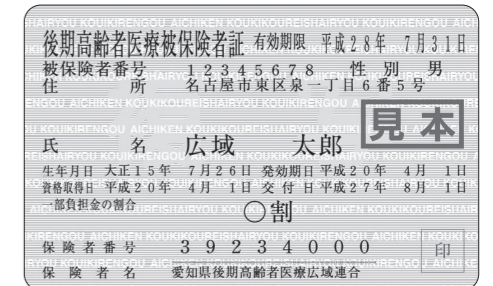 後期高齢者医療被保険者証 有効期限 平成28年 7月31日
被保険者番号 12345678 性別 男
住所 名古屋市東区泉一丁目6番5号
見本
氏名 広域 太郎
生年月日 大正15年 7月26日 発効期日 平成20年 4月 1日
資格取得日 平成20年 4月 1日 交付日 平成27年 8月 1日
一部負担金の割合 〇割
保険者番号 39234000
保険者名 愛知県後期高齢者医療広域連合
印